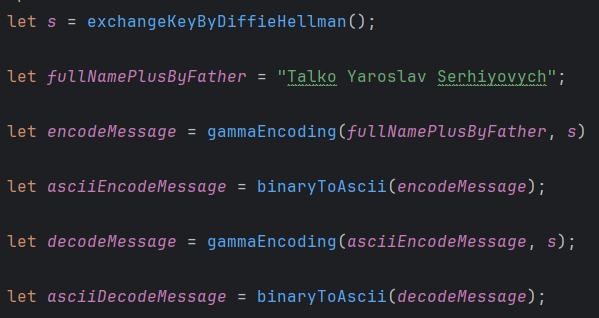 let s = exchangeKeyByDiffieHellman();
let fullNamePlusByFather = "Talko Yaroslav Serhiyovych";
let encodeMessage = gammaEncoding(fullNamePlusByFather, s)
let asciiEncodeMessage = binaryToAscii(encodeMessage);
let decodeMessage = gammaEncoding(asciiEncodeMessage, s);
let asciiDecodeMessage = binaryToAscii(decodeMessage);